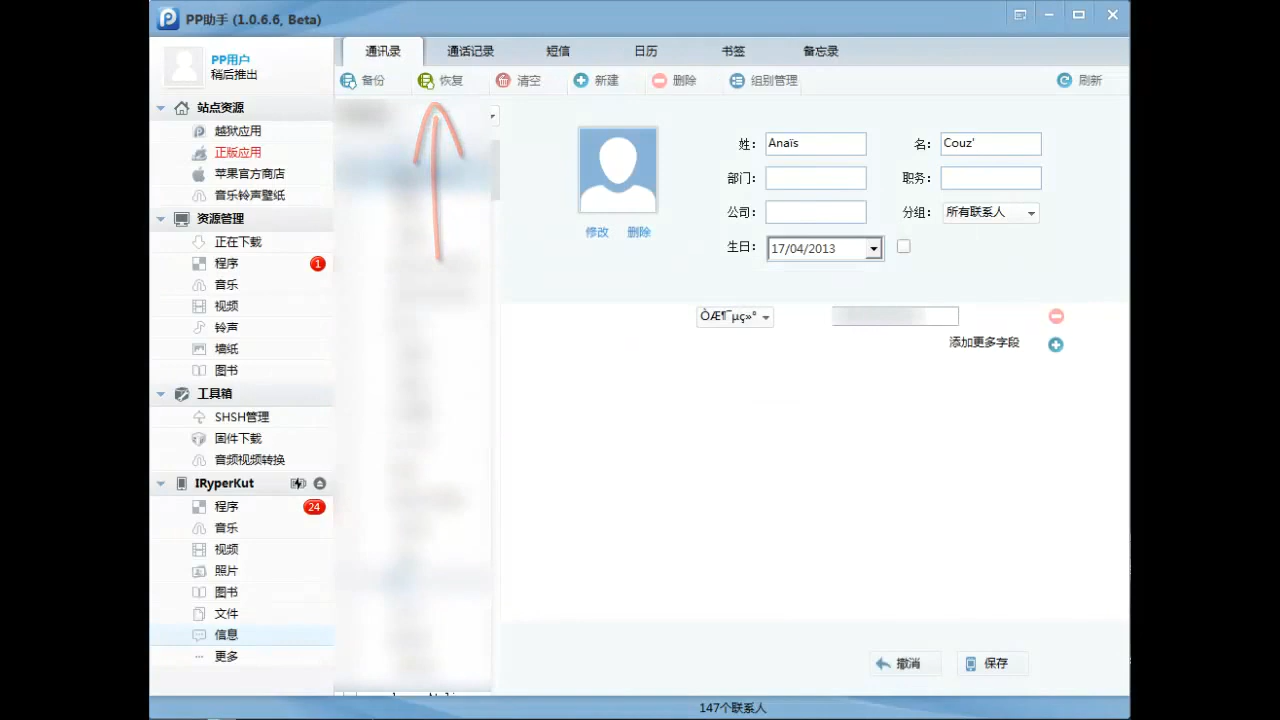 PP助手 (1.0.6.6, Beta)
PP用户
稍后推出
站点资源
越狱应用
正版应用
苹果官方商店
音乐铃声壁纸
资源管理
正在下载
程序 1
音乐
视频
铃声
墙纸
图书
工具箱
SHSH管理
固件下载
音频视频转换
IRyperKut
程序 24
音乐
视频
照片
图书
文件
信息
更多
通讯录 通话记录 短信 日历 书签 备忘录
备份 恢复 清空 新建 删除 组别管理 刷新
姓: Anaïs 名: Couz'
部门: 职务:
公司: 分组: 所有联系人
生日: 17/04/2013
修改 删除
ÒÆ¶¯µç»°
添加更多字段
撤消 保存
147个联系人